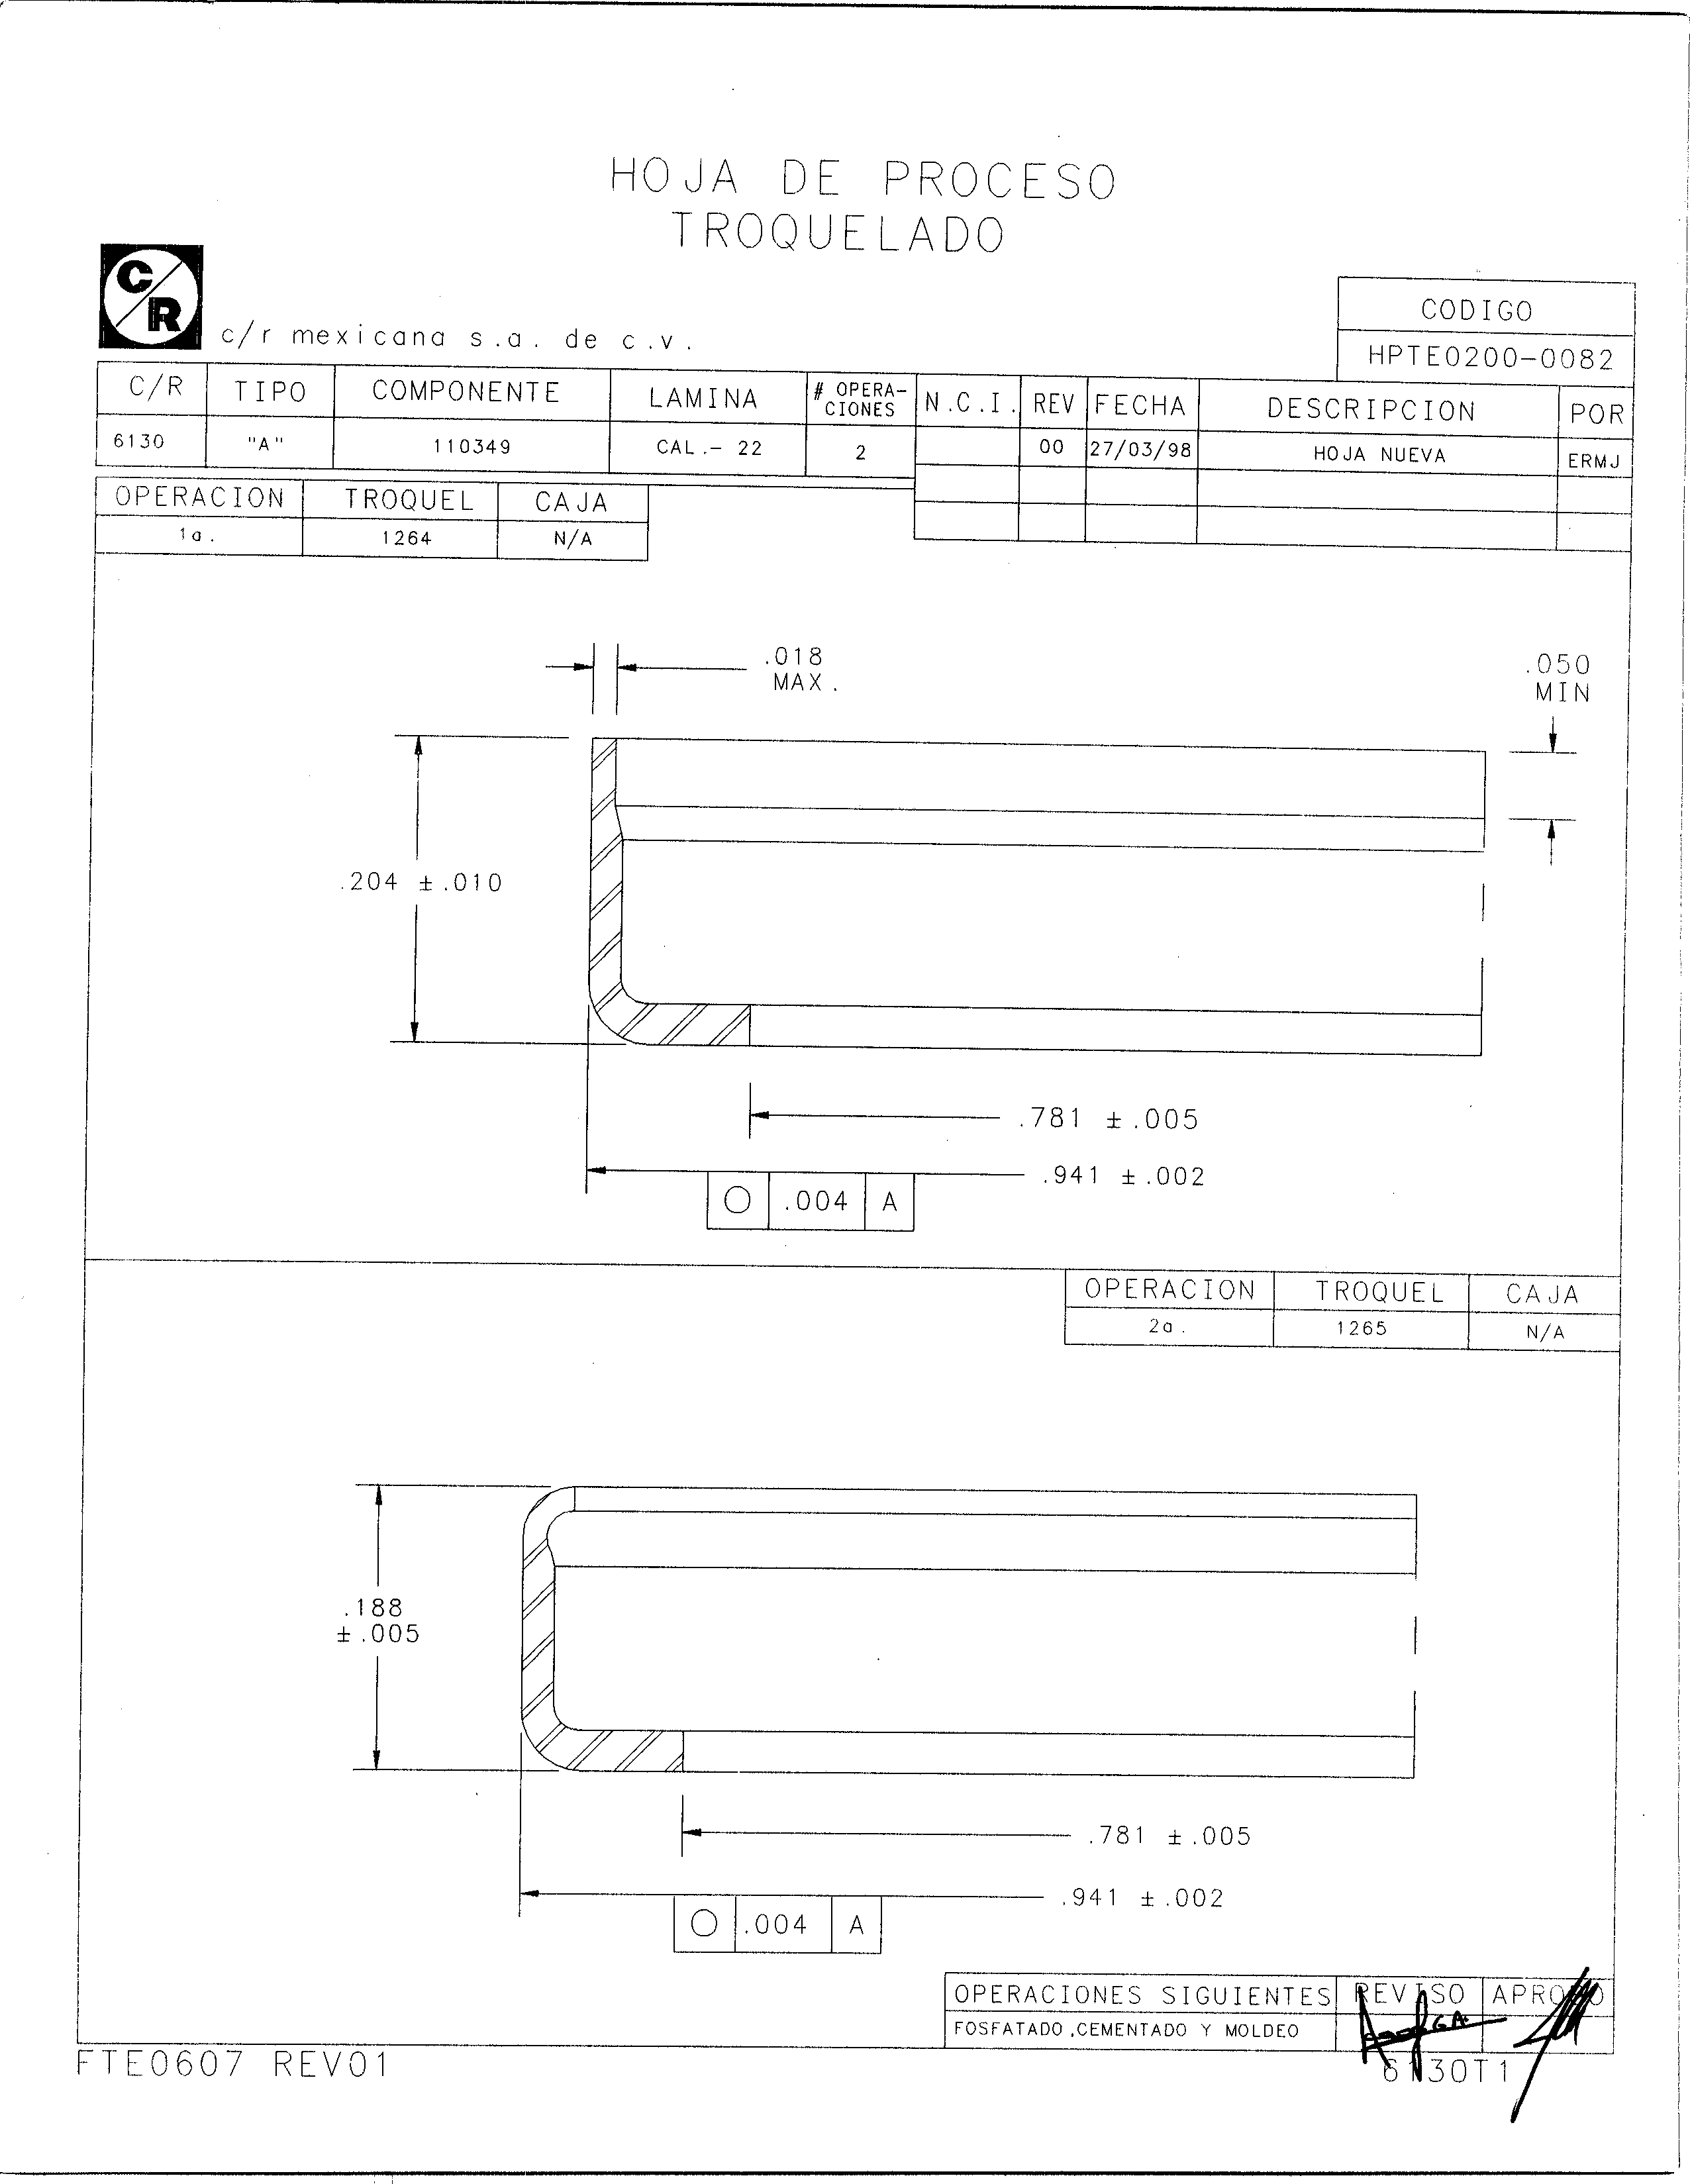 HOJA DE PROCESO
TROQUELADO
C/R
c/r mexicana s.a. de c.v.
CODIGO
HPTE0200-0082
C/R TIPO COMPONENTE LAMINA # OPERA-CIONES N.C.I. REV FECHA DESCRIPCION POR
6130 "A" 110349 CAL.- 22 2 00 27/03/98 HOJA NUEVA ERMJ
OPERACION TROQUEL CAJA
1a. 1264 N/A
.018
MAX.
.050
MIN
.204 ±.010
.781 ±.005
.941 ±.002
○ .004 A
OPERACION TROQUEL CAJA
2a. 1265 N/A
.188
±.005
.781 ±.005
.941 ±.002
○ .004 A
OPERACIONES SIGUIENTES REVISO APROBO
FOSFATADO,CEMENTADO Y MOLDEO
FTE0607 REV01
6130T1